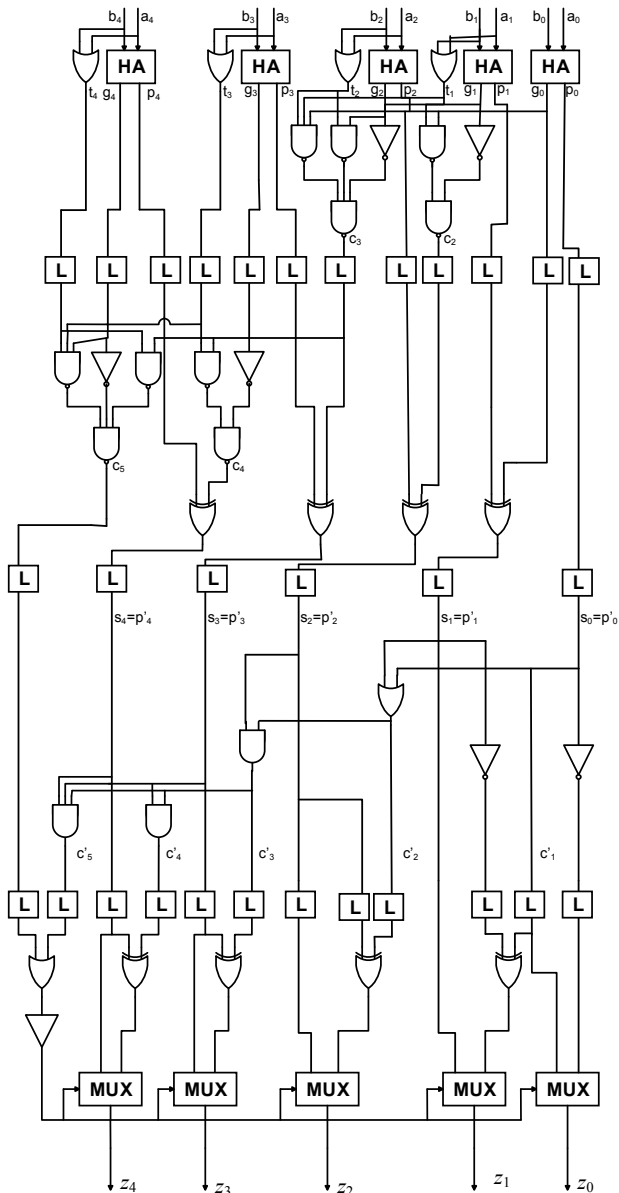 b₄ a₄ b₃ a₃ b₂ a₂ b₁ a₁ b₀ a₀
HA HA HA HA HA
t₄ g₄ p₄ t₃ g₃ p₃ t₂ g₂ p₂ t₁ g₁ p₁ g₀ p₀
c₃ c₂
L L L L L L L L L L L
c₅ c₄
L L L L L L
s₄=p'₄ s₃=p'₃ s₂=p'₂ s₁=p'₁ s₀=p'₀
c'₅ c'₄ c'₃ c'₂ c'₁
L L L L L L L L L L L L
MUX MUX MUX MUX MUX
z₄ z₃ z₂ z₁ z₀